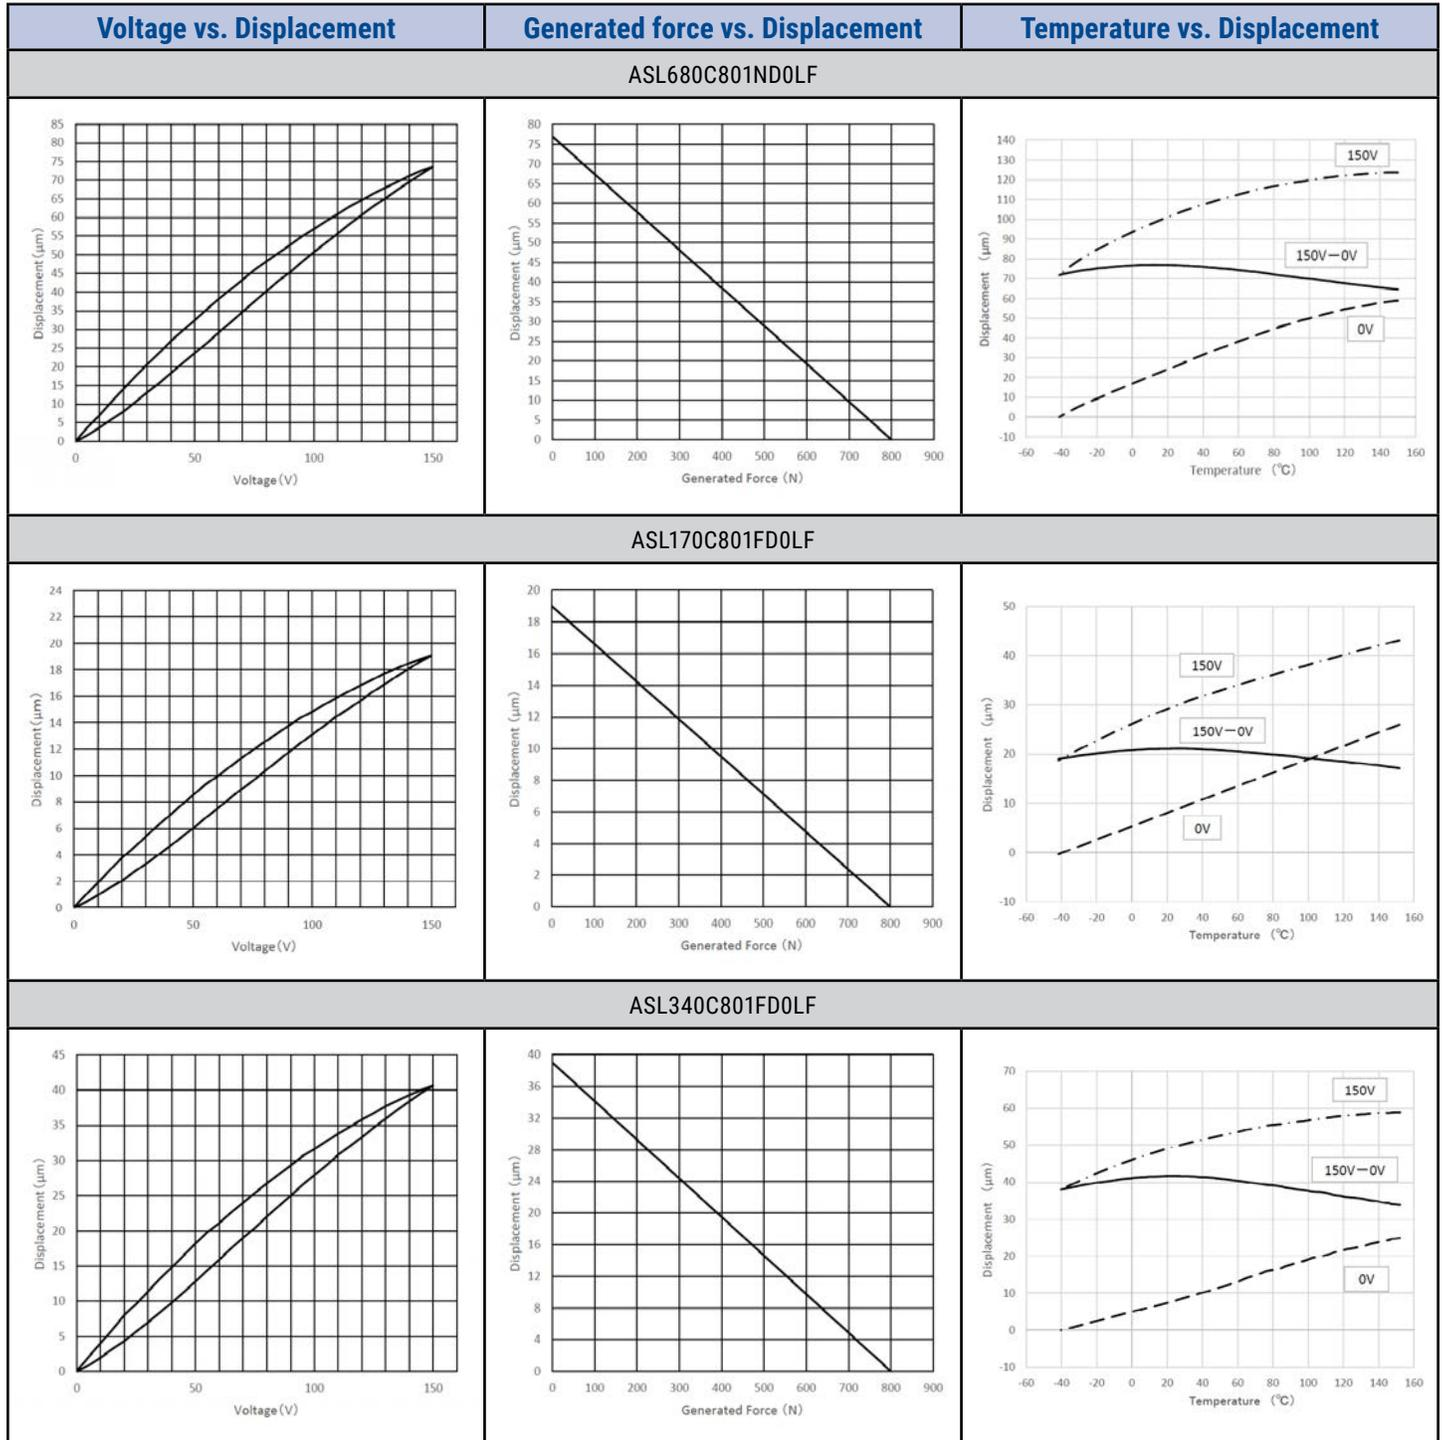 Voltage vs. Displacement Generated force vs. Displacement Temperature vs. Displacement
ASL680C801ND0LF
85
80
75
70
65
60
55
50
45
40
35
30
25
20
15
10
5
0
Displacement(μm)
0 50 100 150
Voltage(V)
80
75
70
65
60
55
50
45
40
35
30
25
20
15
10
5
0
Displacement (μm)
0 100 200 300 400 500 600 700 800 900
Generated Force (N)
140
130
120
110
100
90
80
70
60
50
40
30
20
10
0
-10
Displacement (μm)
150V
150V－0V
0V
-60 -40 -20 0 20 40 60 80 100 120 140 160
Temperature (℃)
ASL170C801FD0LF
24
22
20
18
16
14
12
10
8
6
4
2
0
Displacement(μm)
0 50 100 150
Voltage(V)
20
18
16
14
12
10
8
6
4
2
0
Displacement (μm)
0 100 200 300 400 500 600 700 800 900
Generated Force (N)
50
40
30
20
10
0
-10
Displacement (μm)
150V
150V－0V
0V
-60 -40 -20 0 20 40 60 80 100 120 140 160
Temperature (℃)
ASL340C801FD0LF
45
40
35
30
25
20
15
10
5
0
Displacement(μm)
0 50 100 150
Voltage(V)
40
36
32
28
24
20
16
12
8
4
0
Displacement (μm)
0 100 200 300 400 500 600 700 800 900
Generated Force (N)
70
60
50
40
30
20
10
0
-10
Displacement (μm)
150V
150V－0V
0V
-60 -40 -20 0 20 40 60 80 100 120 140 160
Temperature (℃)